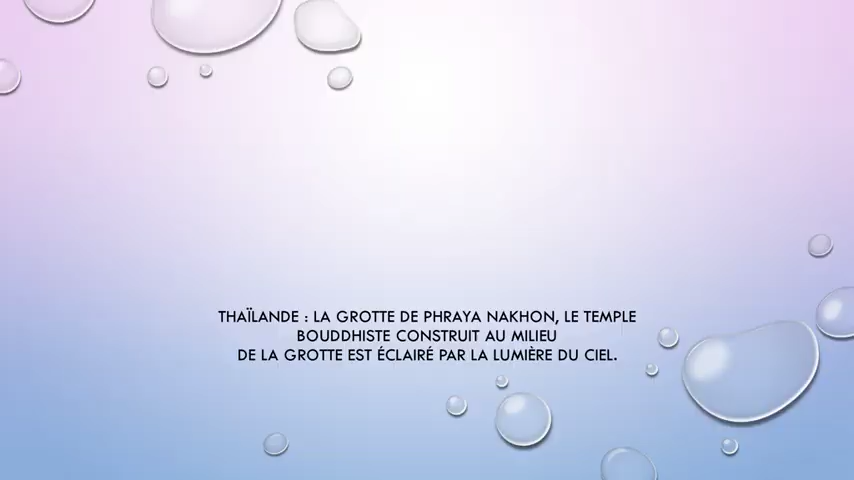 THAÏLANDE : LA GROTTE DE PHRAYA NAKHON, LE TEMPLE
BOUDDHISTE CONSTRUIT AU MILIEU
DE LA GROTTE EST ÉCLAIRÉ PAR LA LUMIÈRE DU CIEL.